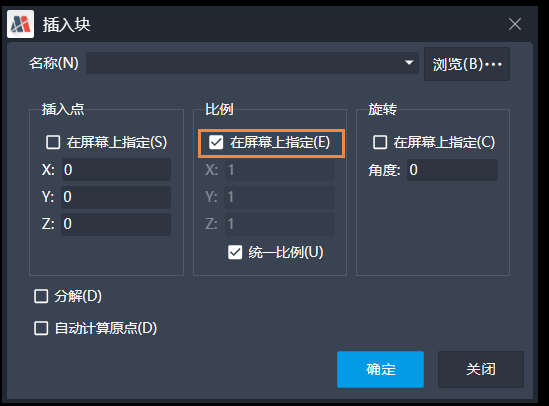 插入块
名称(N) 浏览(B)•••
插入点 比例 旋转
在屏幕上指定(S) 在屏幕上指定(E) 在屏幕上指定(C)
X: 0 X: 1 角度: 0
Y: 0 Y: 1
Z: 0 Z: 1
统一比例(U)
分解(D)
自动计算原点(D)
确定 关闭